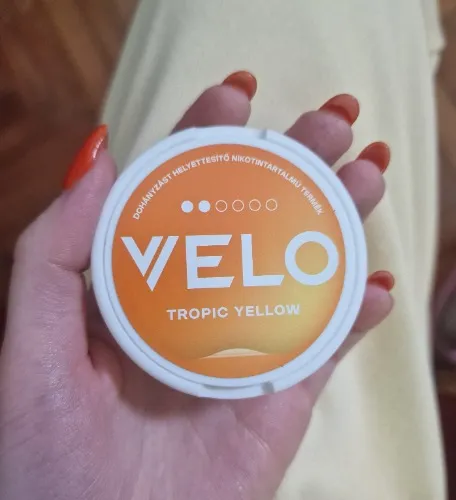 DOHÁNYZÁST HELYETTESÍTŐ NIKOTINTARTALMÚ TERMÉK
VELO
TROPIC YELLOW